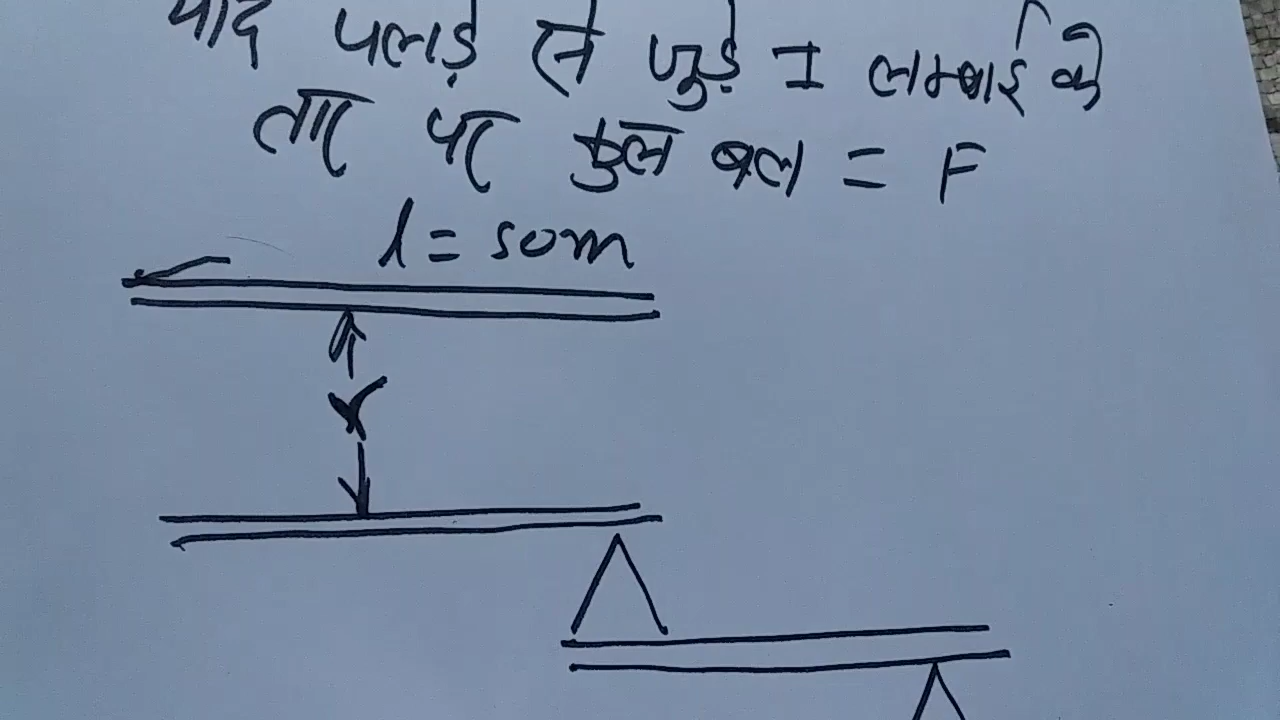 यदि पलड़े से जुड़े I लम्बाई के
तार पर कुल बल = F
l = 50m
r